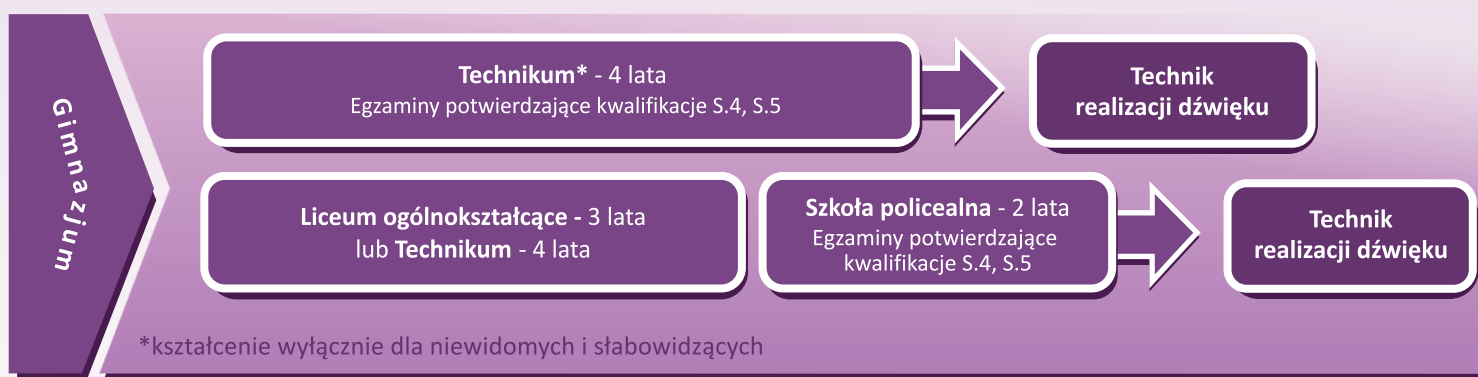 Gimnazjum
Technikum* - 4 lata
Egzaminy potwierdzające kwalifikacje S.4, S.5
Technik
realizacji dźwięku
Liceum ogólnokształcące - 3 lata
lub Technikum - 4 lata
Szkoła policealna - 2 lata
Egzaminy potwierdzające
kwalifikacje S.4, S.5
Technik
realizacji dźwięku
*kształcenie wyłącznie dla niewidomych i słabowidzących